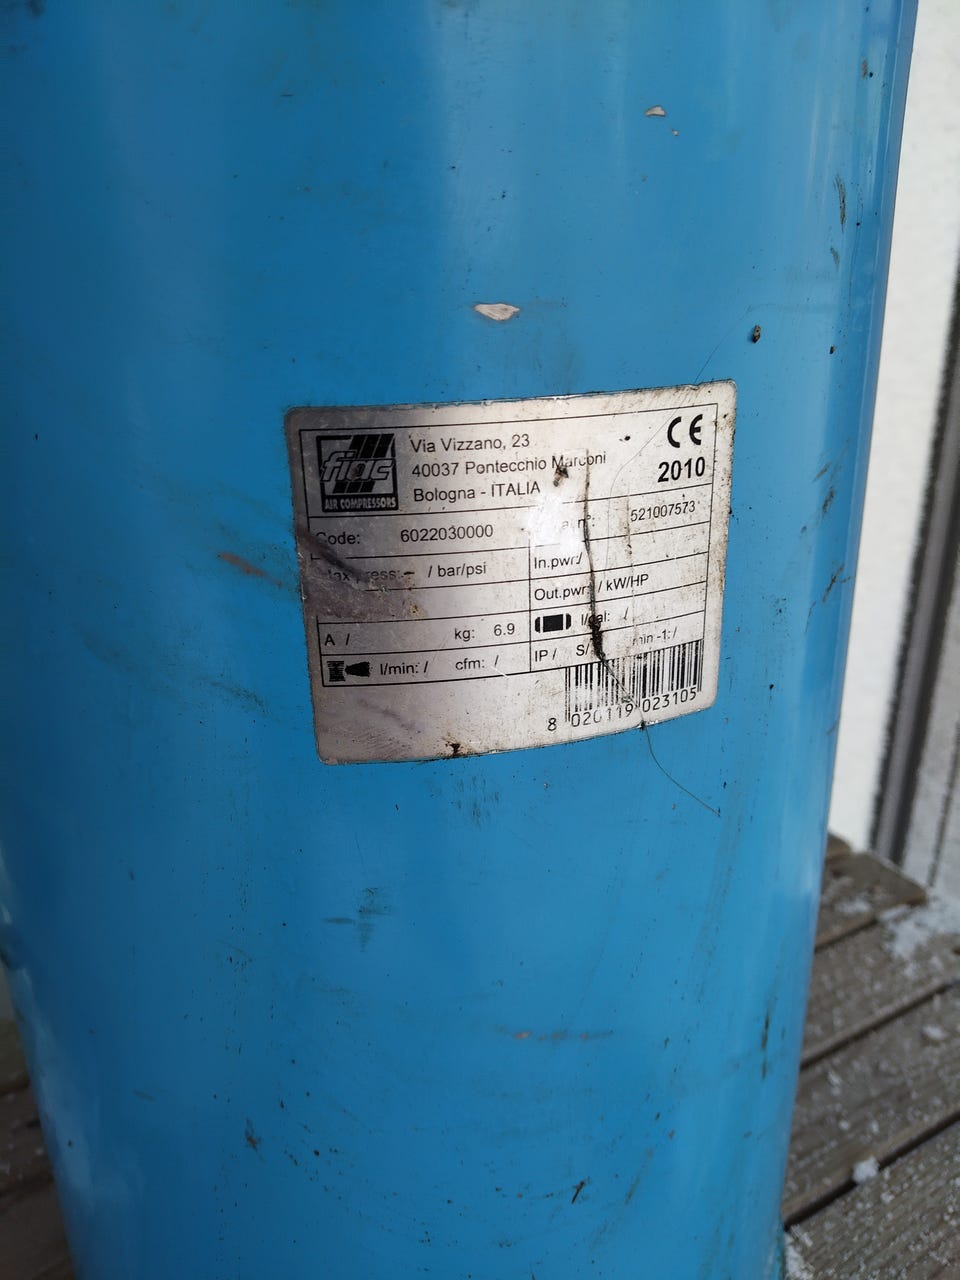 fiac
AIR COMPRESSORS
Via Vizzano, 23
40037 Pontecchio Marconi
Bologna - ITALIA
CE
2010
Code: 6022030000
521007573
press: - / bar/psi
In.pwr: /
Out.pwr: / kW/HP
A / kg: 6.9
l/gal: /
l/min: / cfm: /
IP / S/ min -1: /
8 020119 023105